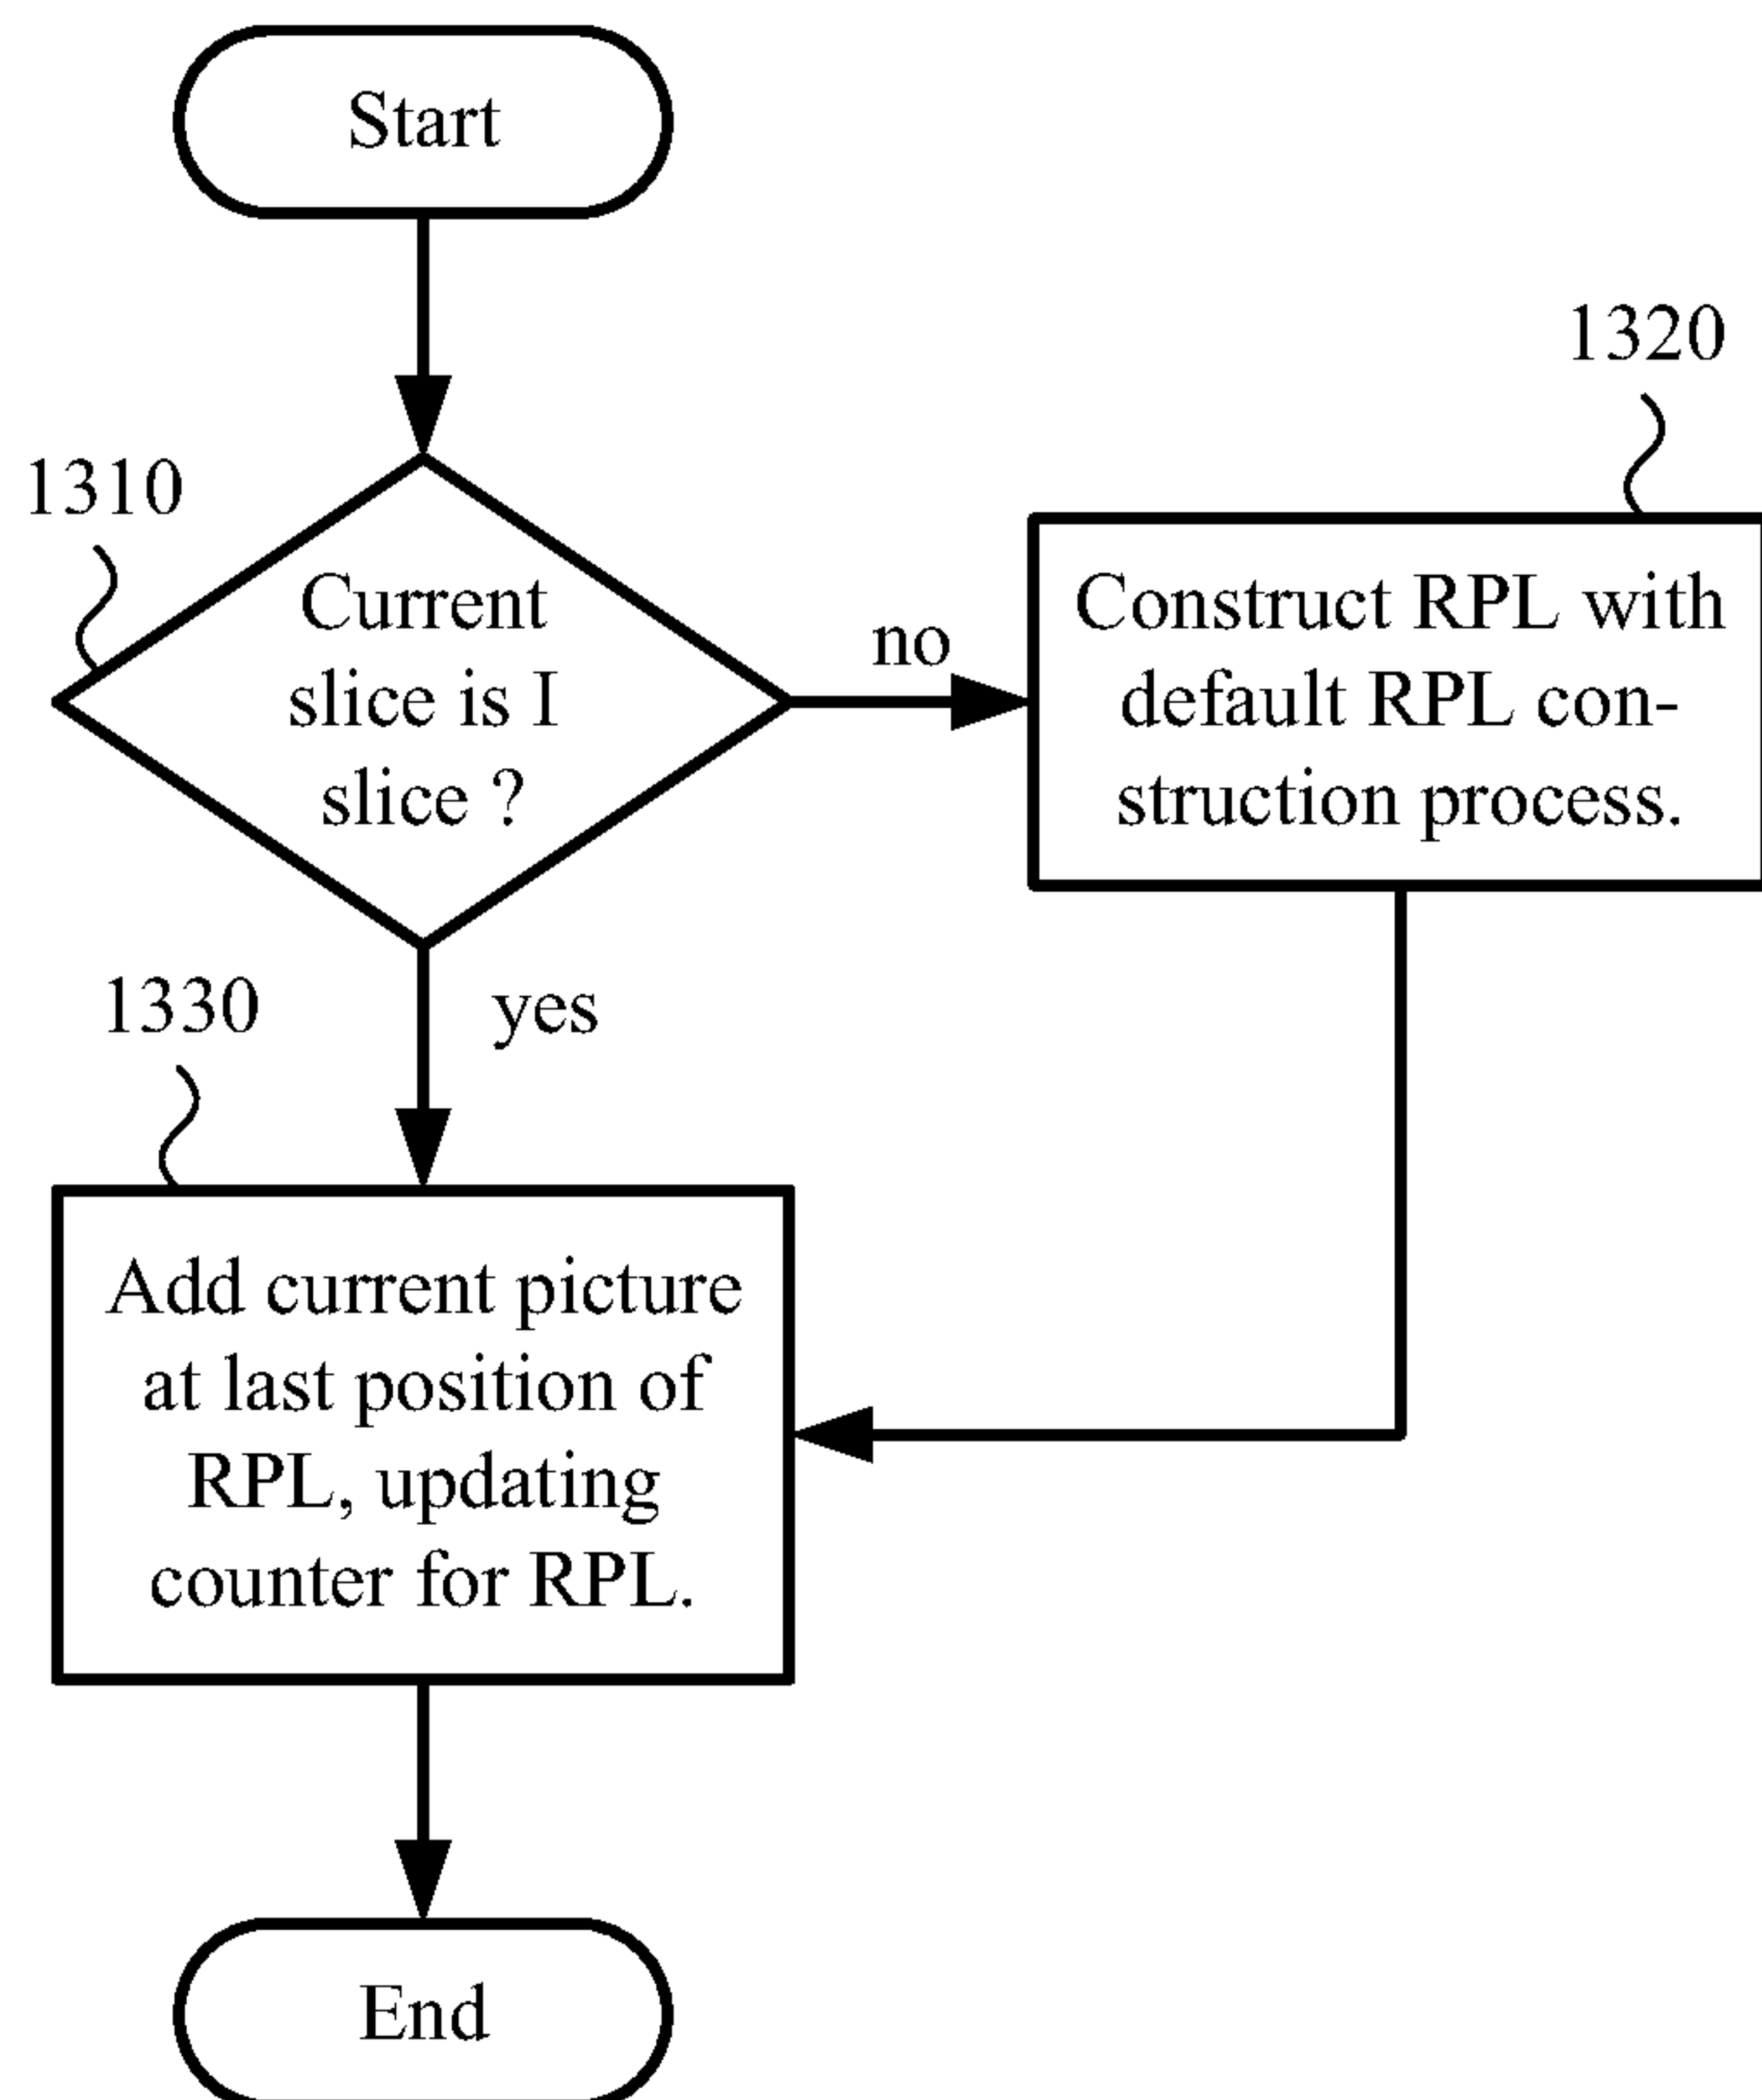 Start
1310
Current
slice is I
slice ?
no
1320
Construct RPL with
default RPL con-
struction process.
yes
1330
Add current picture
at last position of
RPL, updating
counter for RPL.
End